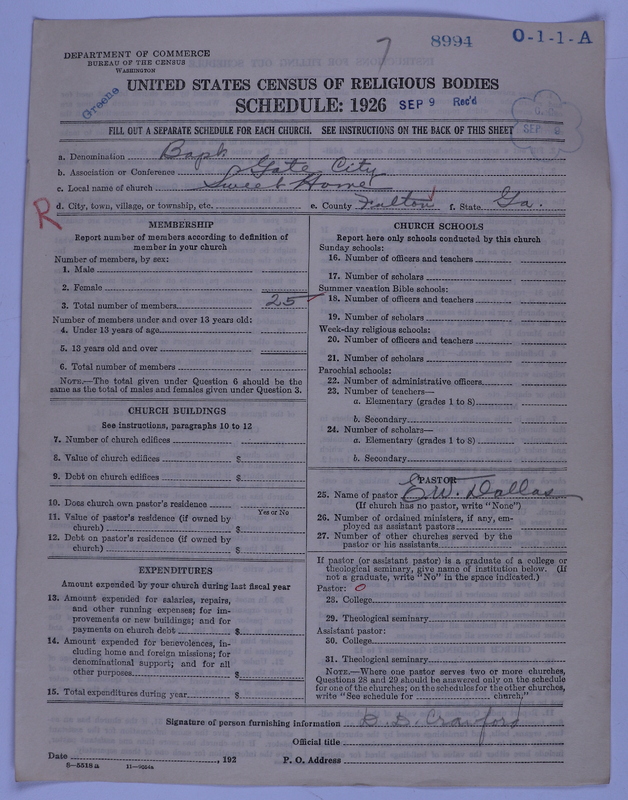 7 8994 O-1-1-A
DEPARTMENT OF COMMERCE
BUREAU OF THE CENSUS
WASHINGTON
Greene
UNITED STATES CENSUS OF RELIGIOUS BODIES
SCHEDULE: 1926 SEP 9 Rec'd
SEP 9
FILL OUT A SEPARATE SCHEDULE FOR EACH CHURCH. SEE INSTRUCTIONS ON THE BACK OF THIS SHEET
a. Denomination Bapt
b. Association or Conference Gate City
c. Local name of church Sweet Home
R
d. City, town, village, or township, etc. e. County Fulton f. State Ga.
MEMBERSHIP
Report number of members according to definition of
member in your church
Number of members, by sex:
1. Male
2. Female
3. Total number of members 25
Number of members under and over 13 years old:
4. Under 13 years of age
5. 13 years old and over
6. Total number of members
NOTE.—The total given under Question 6 should be the
same as the total of males and females given under Question 3.
CHURCH BUILDINGS
See instructions, paragraphs 10 to 12
7. Number of church edifices
8. Value of church edifices $
9. Debt on church edifices $
10. Does church own pastor's residence
Yes or No
11. Value of pastor's residence (if owned by
church) $
12. Debt on pastor's residence (if owned by
church) $
EXPENDITURES
Amount expended by your church during last fiscal year
13. Amount expended for salaries, repairs,
and other running expenses; for im-
provements or new buildings; and for
payments on church debt $
14. Amount expended for benevolences, in-
cluding home and foreign missions; for
denominational support; and for all
other purposes $
15. Total expenditures during year $
CHURCH SCHOOLS
Report here only schools conducted by this church
Sunday schools:
16. Number of officers and teachers
17. Number of scholars
Summer vacation Bible schools:
18. Number of officers and teachers
19. Number of scholars
Week-day religious schools:
20. Number of officers and teachers
21. Number of scholars
Parochial schools:
22. Number of administrative officers
23. Number of teachers—
a. Elementary (grades 1 to 8)
b. Secondary
24. Number of scholars—
a. Elementary (grades 1 to 8)
b. Secondary
PASTOR
25. Name of pastor E.W. Dallas
(If church has no pastor, write "None")
26. Number of ordained ministers, if any, em-
ployed as assistant pastors
27. Number of other churches served by the
pastor or his assistants
If pastor (or assistant pastor) is a graduate of a college or
theological seminary, give name of institution below. (If
not a graduate, write "No" in the space indicated.)
Pastor: O
28. College
29. Theological seminary
Assistant pastor:
30. College
31. Theological seminary
NOTE.—Where one pastor serves two or more churches,
Questions 28 and 29 should be answered only on the schedule
for one of the churches; on the schedules for the other churches,
write "See schedule for church,"
Signature of person furnishing information D. D. Crawford
Official title
Date , 192 P. O. Address
8—5518a 11—9054a